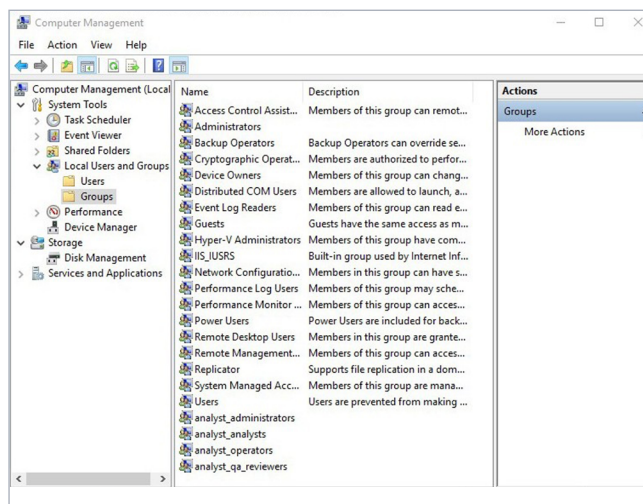 Computer Management
File Action View Help
Computer Management (Local
System Tools
Task Scheduler
Event Viewer
Shared Folders
Local Users and Groups
Users
Groups
Performance
Device Manager
Storage
Disk Management
Services and Applications
Name Description
Access Control Assist... Members of this group can remot...
Administrators
Backup Operators Backup Operators can override se...
Cryptographic Operat... Members are authorized to perfor...
Device Owners Members of this group can chang...
Distributed COM Users Members are allowed to launch, a...
Event Log Readers Members of this group can read e...
Guests Guests have the same access as m...
Hyper-V Administrators Members of this group have com...
IIS_IUSRS Built-in group used by Internet Inf...
Network Configuratio... Members in this group can have s...
Performance Log Users Members of this group may sche...
Performance Monitor ... Members of this group can acces...
Power Users Power Users are included for back...
Remote Desktop Users Members in this group are grante...
Remote Management... Members of this group can acces...
Replicator Supports file replication in a dom...
System Managed Acc... Members of this group are mana...
Users Users are prevented from making ...
analyst_administrators
analyst_analysts
analyst_operators
analyst_qa_reviewers
Actions
Groups
More Actions